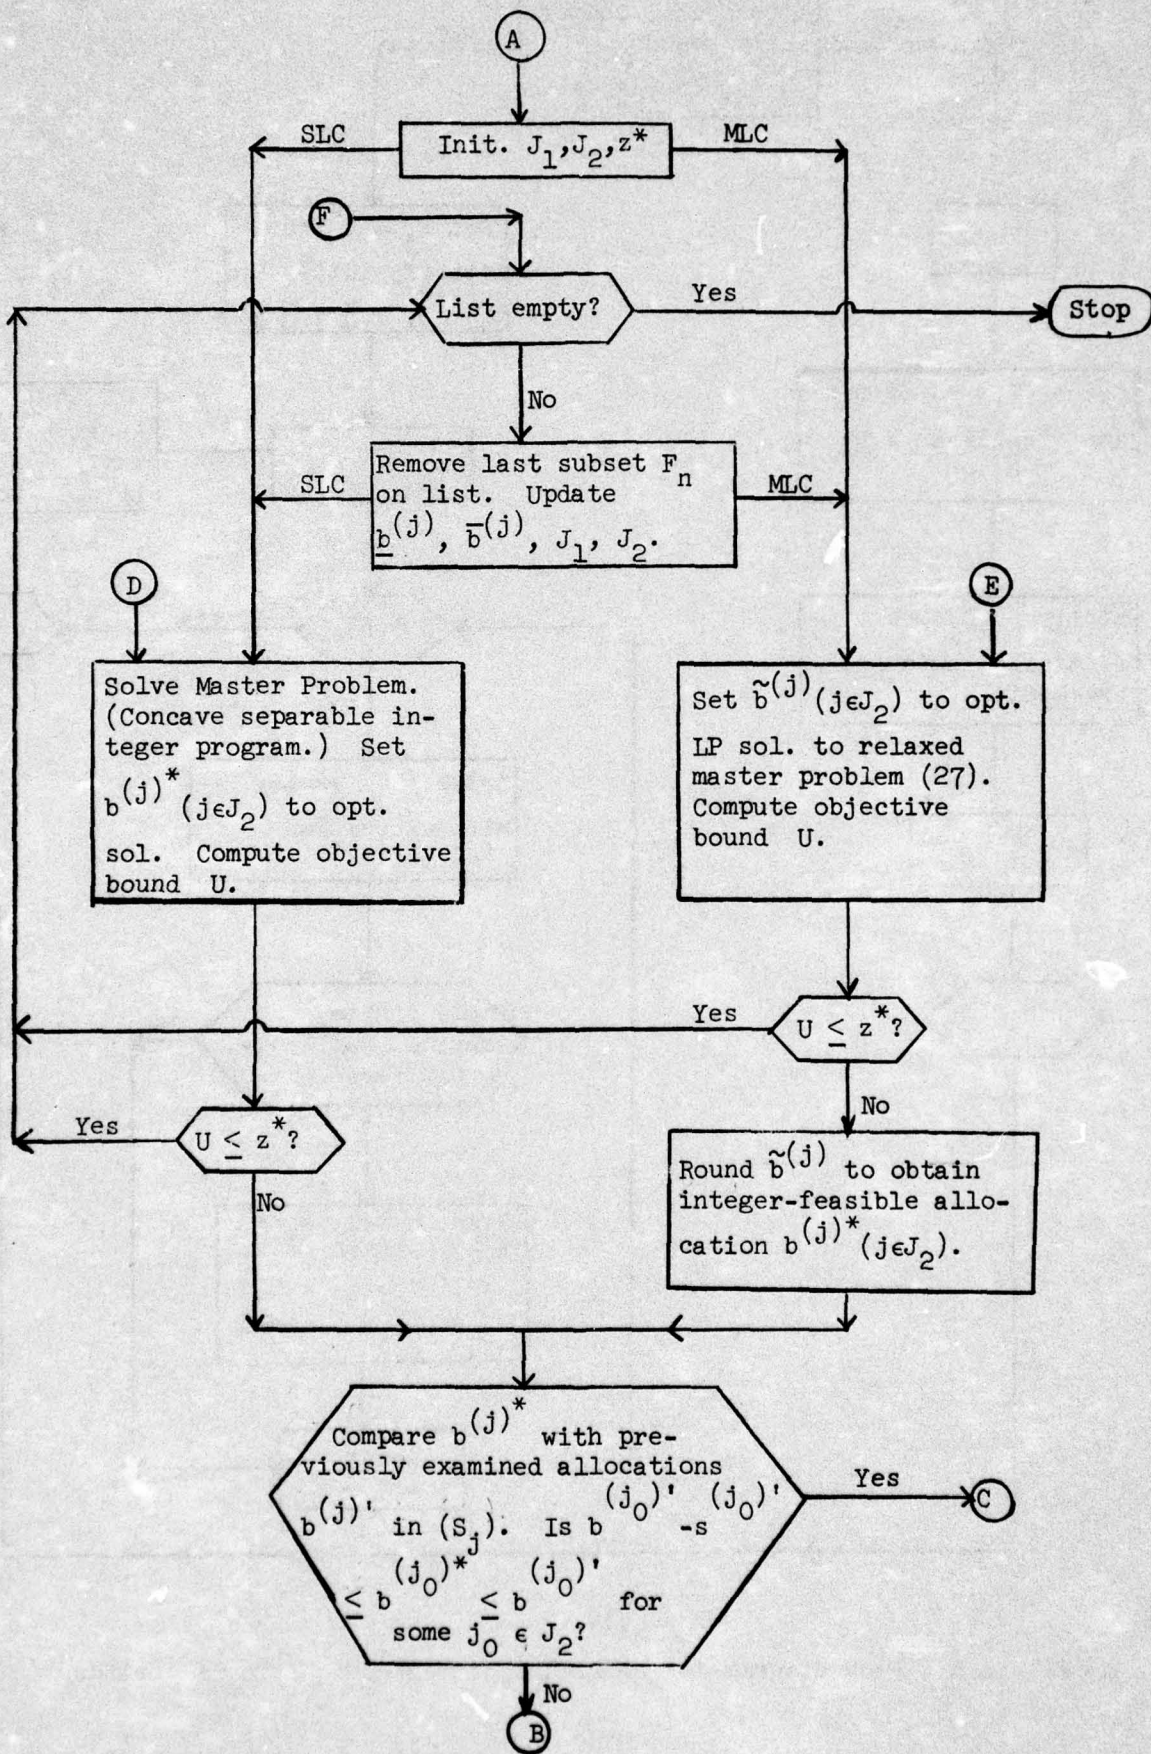 A
SLC
Init. J₁,J₂,z*
MLC
F
List empty?
Yes
Stop
No
SLC
Remove last subset Fₙ
on list. Update
b̲^(j), b̄^(j), J₁, J₂.
MLC
D
E
Solve Master Problem.
(Concave separable in-
teger program.) Set
b^(j)* (jϵJ₂) to opt.
sol. Compute objective
bound U.
Set b̃^(j) (jϵJ₂) to opt.
LP sol. to relaxed
master problem (27).
Compute objective
bound U.
Yes
U ≤ z*?
No
Yes
U ≤ z*?
No
Round b̃^(j) to obtain
integer-feasible allo-
cation b^(j)* (jϵJ₂).
Compare b^(j)* with pre-
viously examined allocations
b^(j)' in (S_j). Is b^(j₀)' -s^(j₀)'
≤ b^(j₀)* ≤ b^(j₀)' for
some j₀ ϵ J₂?
Yes
C
No
B